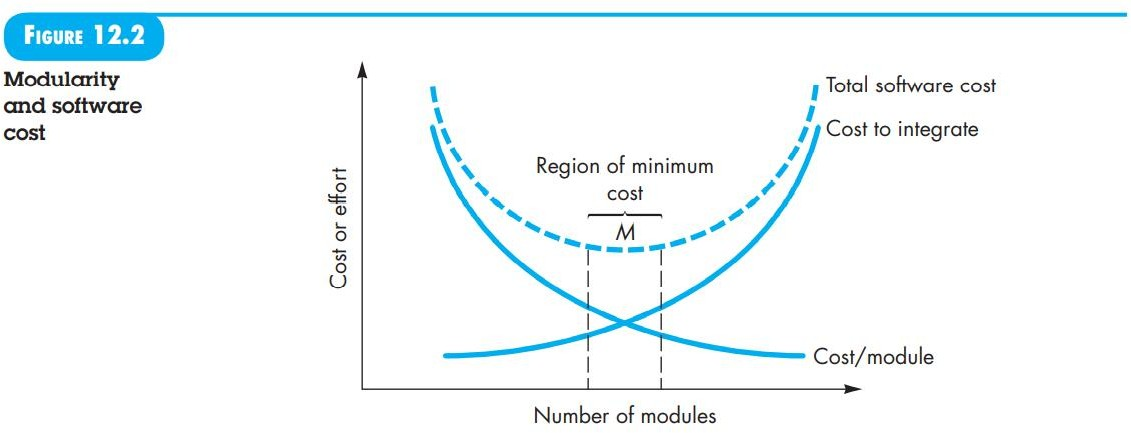 FIGURE 12.2
Modularity
and software
cost
Total software cost
Cost to integrate
Region of minimum
cost
M
Cost or effort
Cost/module
Number of modules